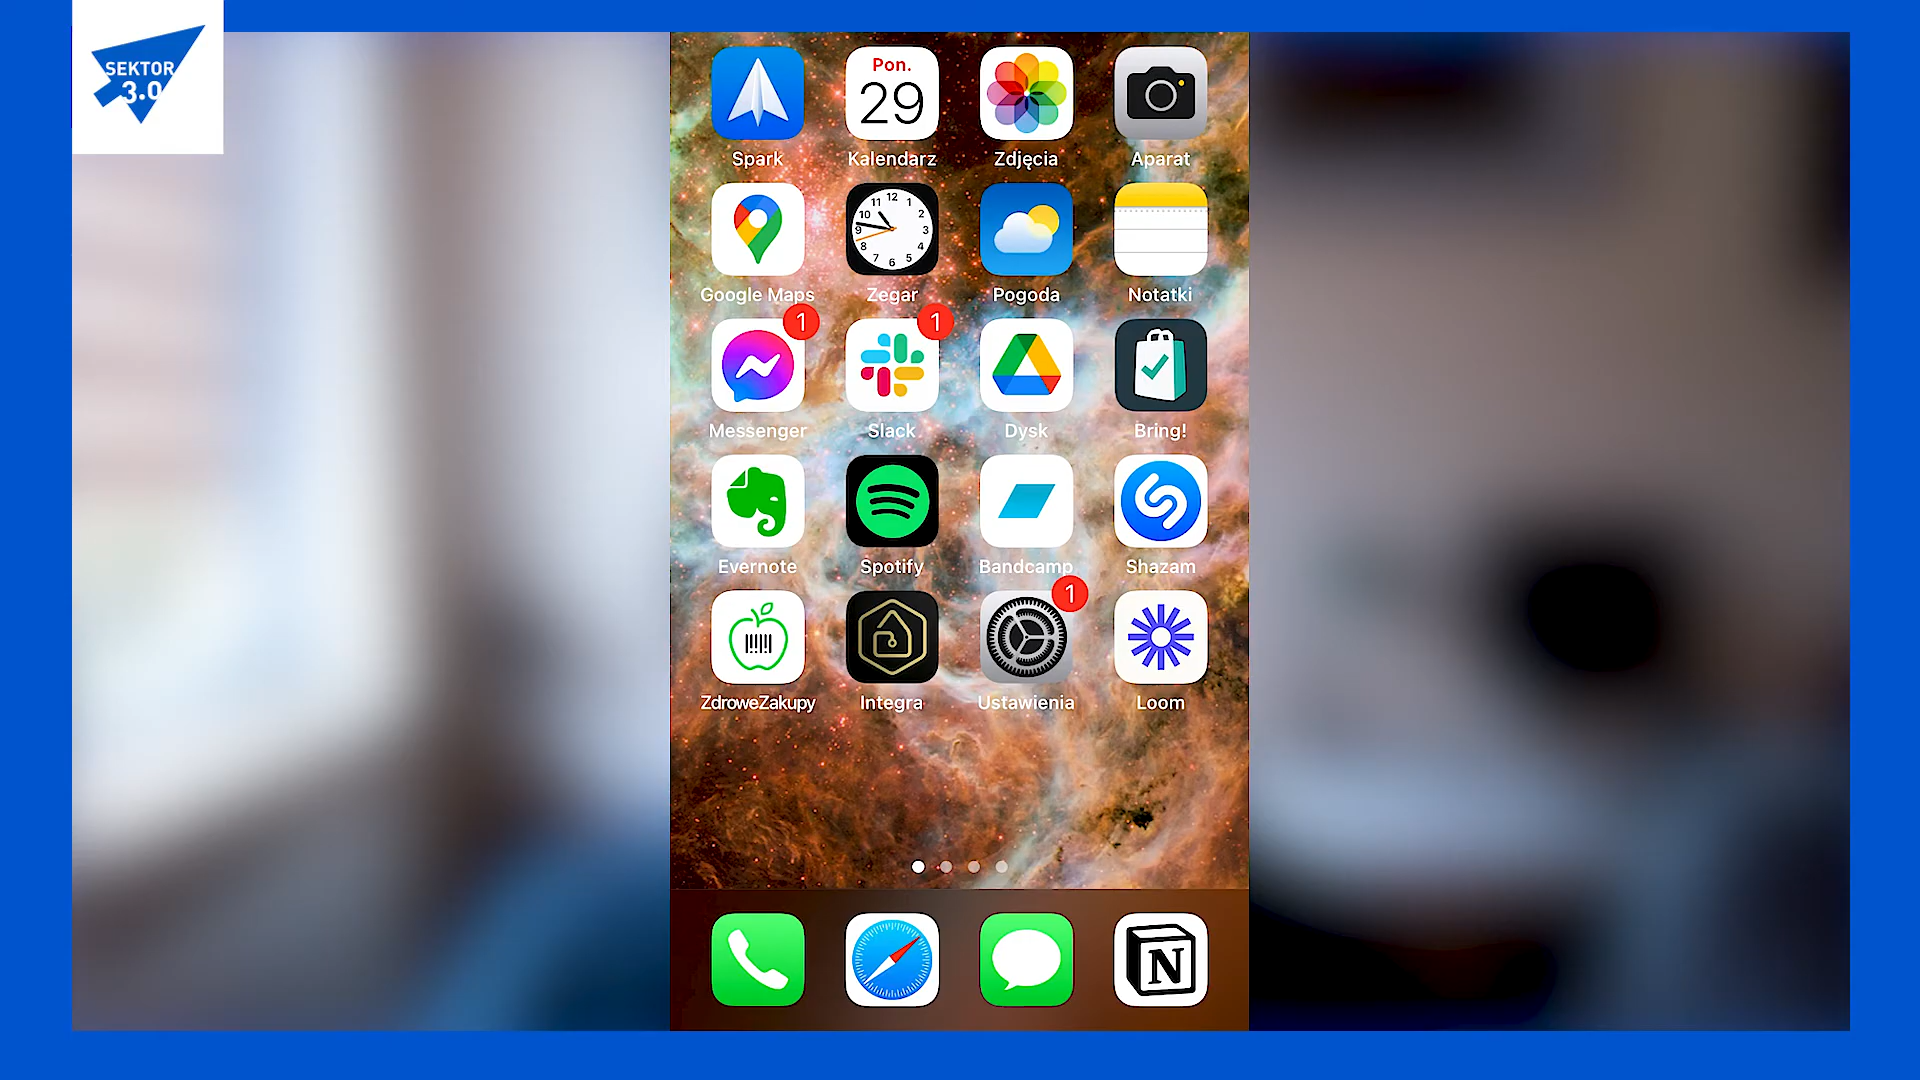 SEKTOR
3.0
Pon.
29
Spark
Kalendarz
Zdjęcia
Aparat
12
11
1
10
2
9
3
8
4
7
5
6
Google Maps
Zegar
Pogoda
Notatki
1
1
Messenger
Slack
Dysk
Bring!
Evernote
Spotify
Bandcamp
Shazam
1
ZdroweZakupy
Integra
Ustawienia
Loom
N